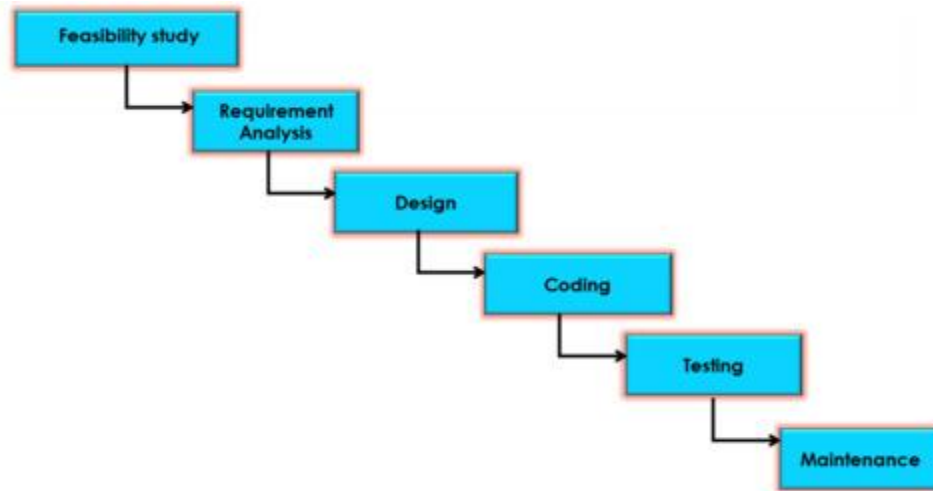 Feasibility study
Requirement
Analysis
Design
Coding
Testing
Maintenance